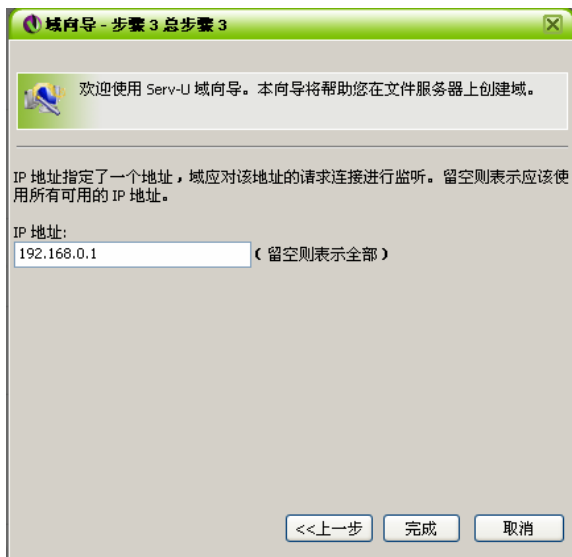 域向导 - 步骤 3 总步骤 3
欢迎使用 Serv-U 域向导。本向导将帮助您在文件服务器上创建域。
IP 地址指定了一个地址，域应对该地址的请求连接进行监听。留空则表示应该使
用所有可用的 IP 地址。
IP 地址:
192.168.0.1 （留空则表示全部）
<<上一步 完成 取消